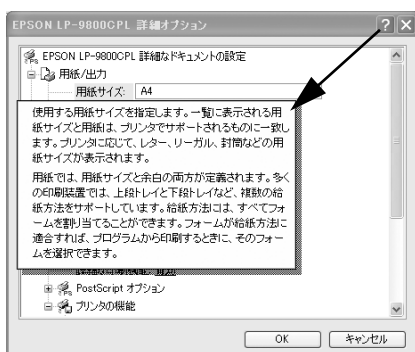 EPSON LP-9800CPL 詳細オプション
EPSON LP-9800CPL 詳細なドキュメントの設定
用紙/出力
用紙サイズ: A4
使用する用紙サイズを指定します。一覧に表示される用
紙サイズと用紙は、プリンタでサポートされるものに一致し
ます。プリンタに応じて、レター、リーガル、封筒などの用
紙サイズが表示されます。
用紙では、用紙サイズと余白の両方が定義されます。多く
の印刷装置では、上段トレイと下段トレイなど、複数の給
紙方法をサポートしています。給紙方法には、すべてフォ
ームを割り当てることができます。フォームが給紙方法に
適合すれば、プログラムから印刷するときに、そのフォー
ムを選択できます。
PostScript オプション
プリンタの機能
OK キャンセル